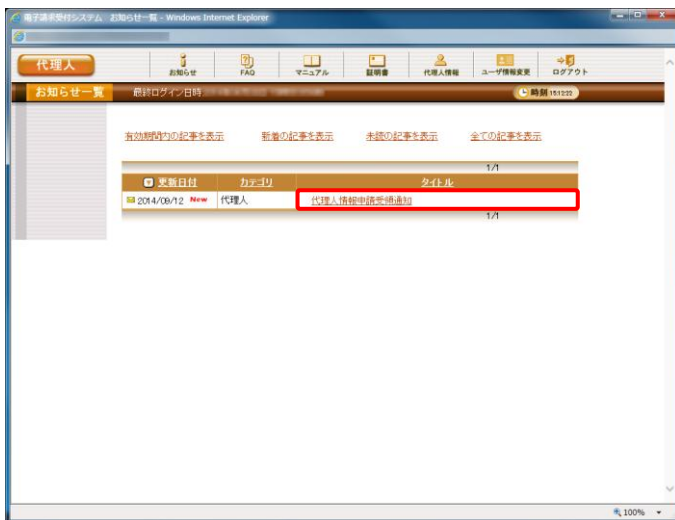 電子請求受付システム お知らせ一覧 - Windows Internet Explorer
代理人
お知らせ
FAQ
マニュアル
証明書
代理人情報
ユーザ情報変更
ログアウト
お知らせ一覧
最終ログイン日時
時刻 15:12:22
有効期間内の記事を表示 新着の記事を表示 未読の記事を表示 全ての記事を表示
1/1
更新日付 カテゴリ タイトル
2014/09/12 New 代理人 代理人情報申請受領通知
1/1
100%